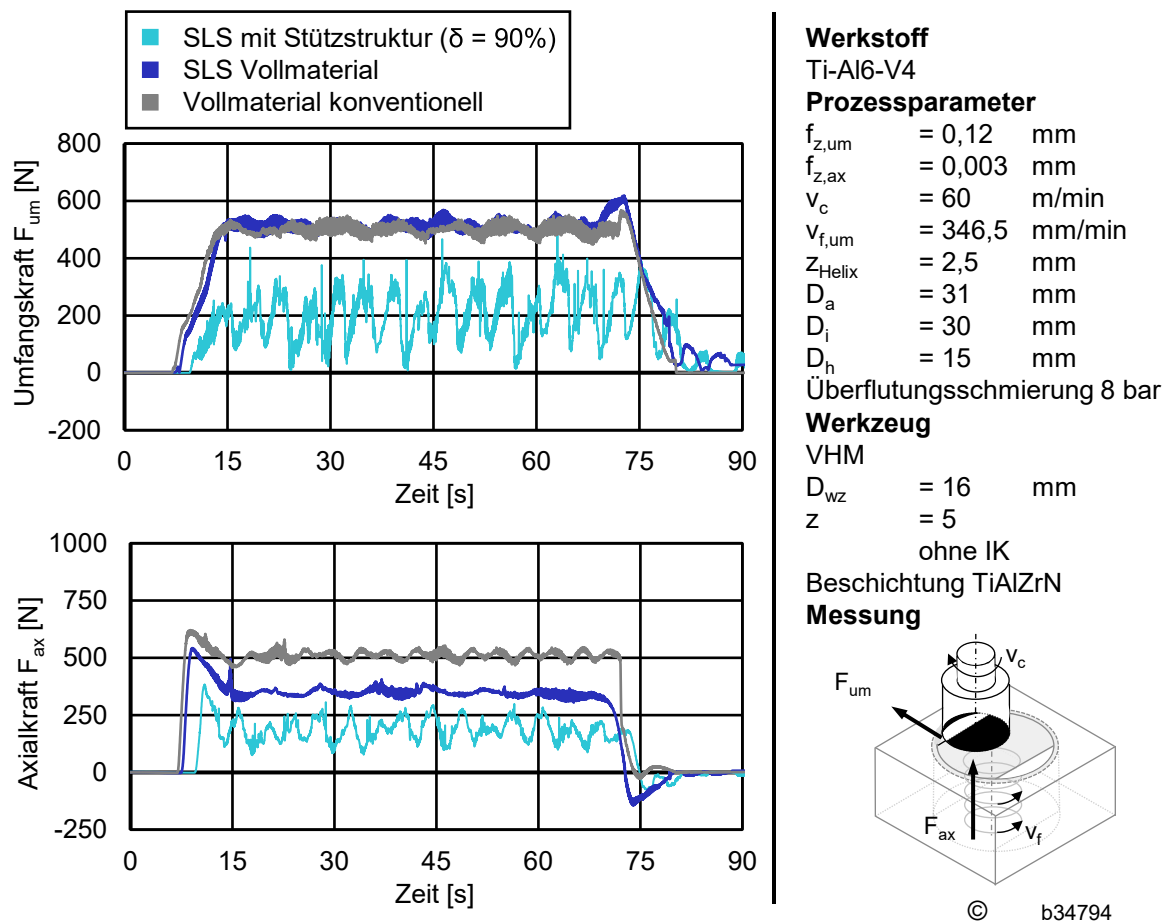 SLS mit Stützstruktur (δ = 90%)
SLS Vollmaterial
Vollmaterial konventionell
Umfangskraft F_um [N]
800
600
400
200
0
-200
0 15 30 45 60 75 90
Zeit [s]
Axialkraft F_ax [N]
1000
750
500
250
0
-250
0 15 30 45 60 75 90
Zeit [s]
Werkstoff
Ti-Al6-V4
Prozessparameter
f_z,um = 0,12 mm
f_z,ax = 0,003 mm
v_c = 60 m/min
v_f,um = 346,5 mm/min
z_Helix = 2,5 mm
D_a = 31 mm
D_i = 30 mm
D_h = 15 mm
Überflutungsschmierung 8 bar
Werkzeug
VHM
D_wz = 16 mm
z = 5
ohne IK
Beschichtung TiAlZrN
Messung
v_c
F_um
F_ax
v_f
© b34794